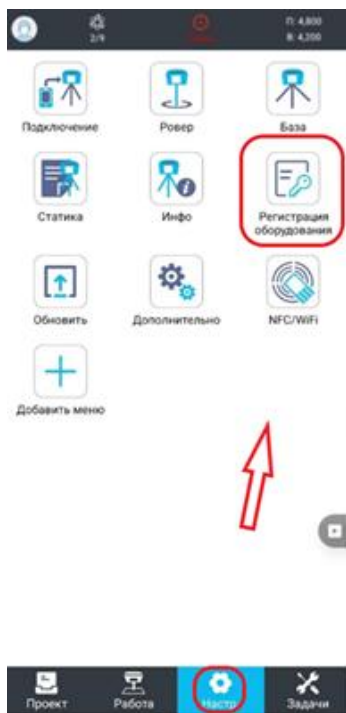 2/9
П: 4,800
В: 4,200
Подключение
Ровер
База
Статика
Инфо
Регистрация
оборудования
Обновить
Дополнительно
NFC/WiFi
Добавить меню
Проект
Работа
Настр
Задачи